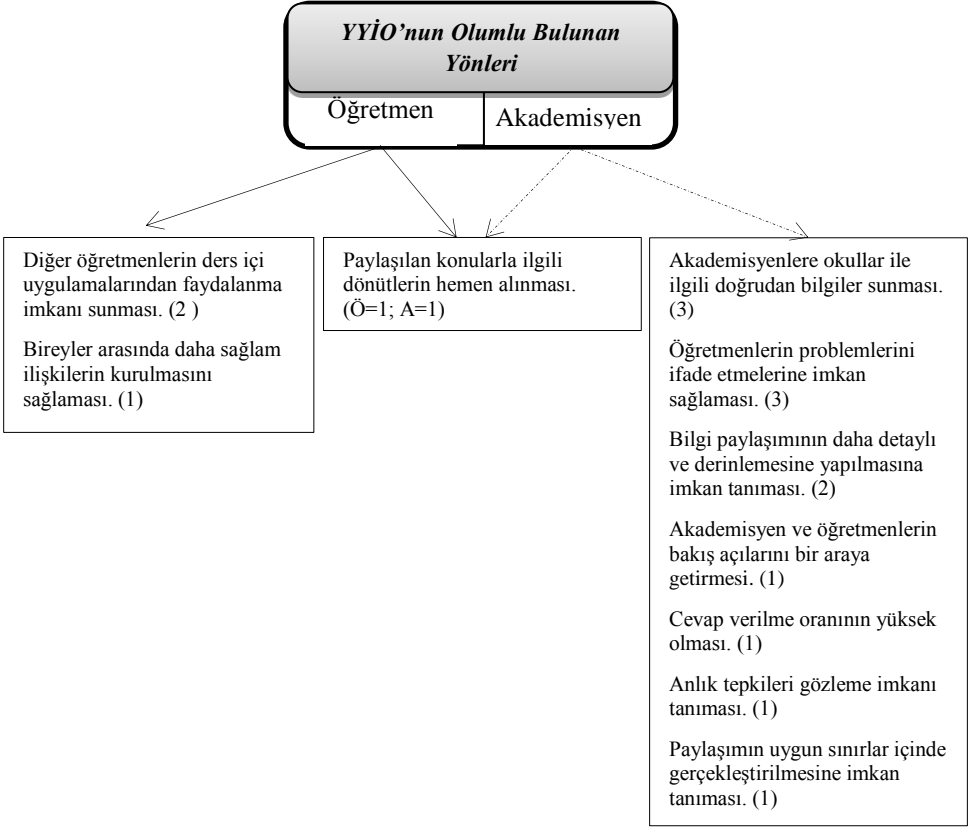 YYİO’nun Olumlu Bulunan
Yönleri
Öğretmen
Akademisyen
Diğer öğretmenlerin ders içi
uygulamalarından faydalanma
imkanı sunması. (2 )
Bireyler arasında daha sağlam
ilişkilerin kurulmasını
sağlaması. (1)
Paylaşılan konularla ilgili
dönütlerin hemen alınması.
(Ö=1; A=1)
Akademisyenlere okullar ile
ilgili doğrudan bilgiler sunması.
(3)
Öğretmenlerin problemlerini
ifade etmelerine imkan
sağlaması. (3)
Bilgi paylaşımının daha detaylı
ve derinlemesine yapılmasına
imkan tanıması. (2)
Akademisyen ve öğretmenlerin
bakış açılarını bir araya
getirmesi. (1)
Cevap verilme oranının yüksek
olması. (1)
Anlık tepkileri gözleme imkanı
tanıması. (1)
Paylaşımın uygun sınırlar içinde
gerçekleştirilmesine imkan
tanıması. (1)